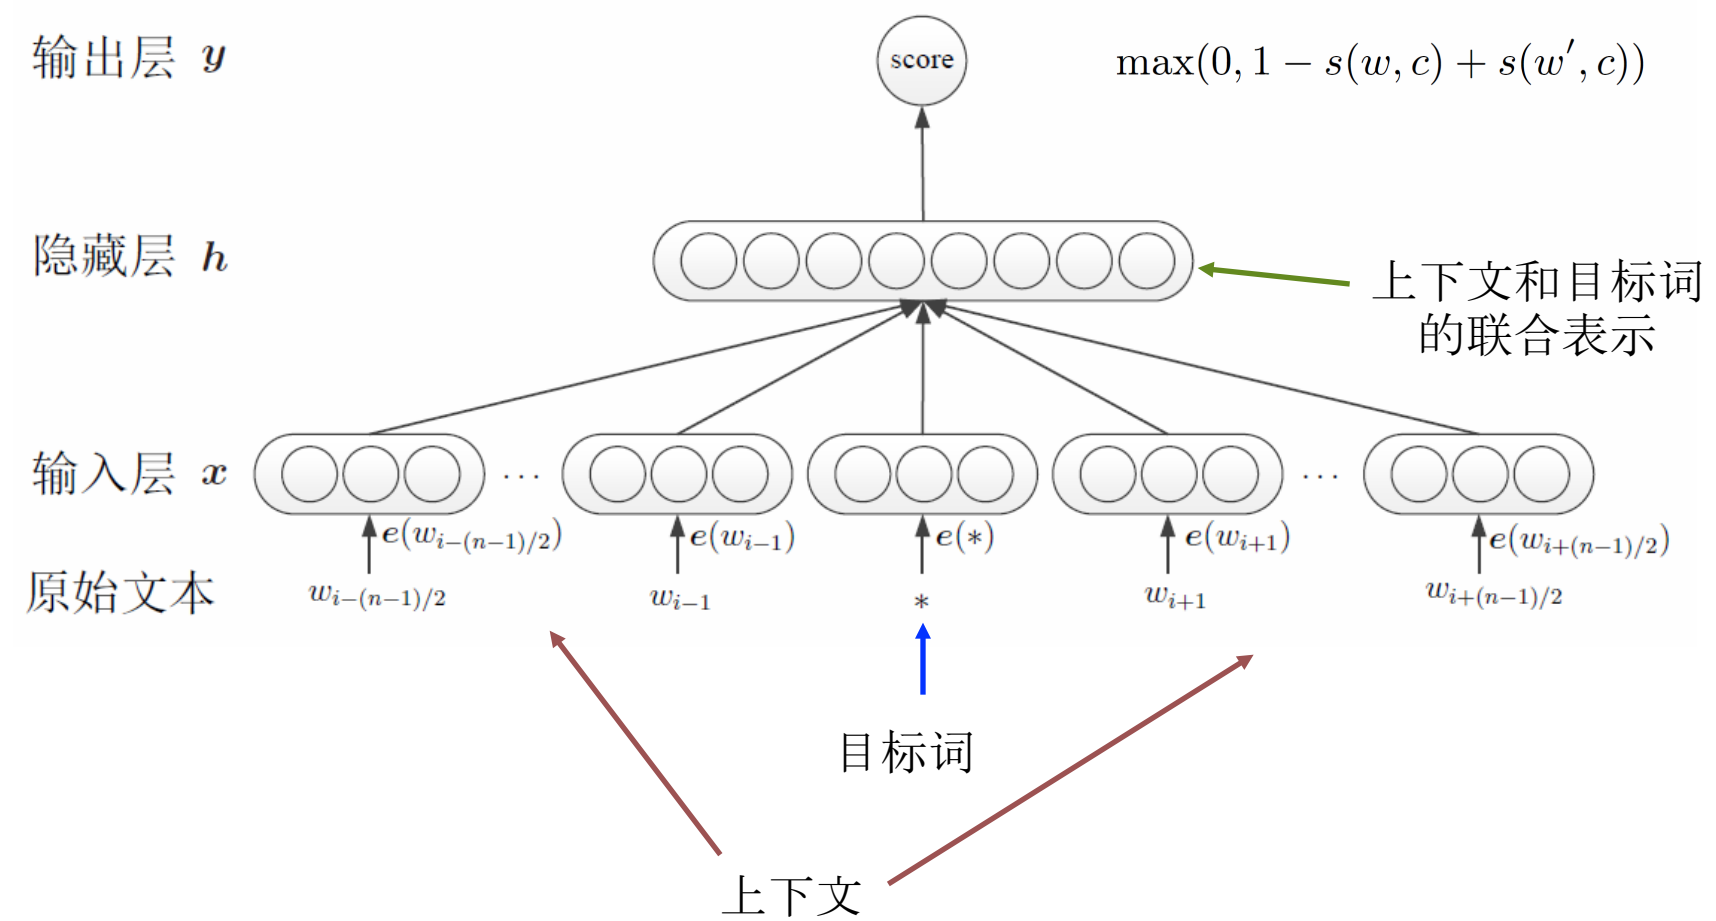 输出层 y
score
max(0, 1 − s(w, c) + s(w′, c))
隐藏层 h
上下文和目标词
的联合表示
输入层 x
···
···
e(w_{i−(n−1)/2})
e(w_{i−1})
e(∗)
e(w_{i+1})
e(w_{i+(n−1)/2})
原始文本
w_{i−(n−1)/2}
w_{i−1}
∗
w_{i+1}
w_{i+(n−1)/2}
目标词
上下文